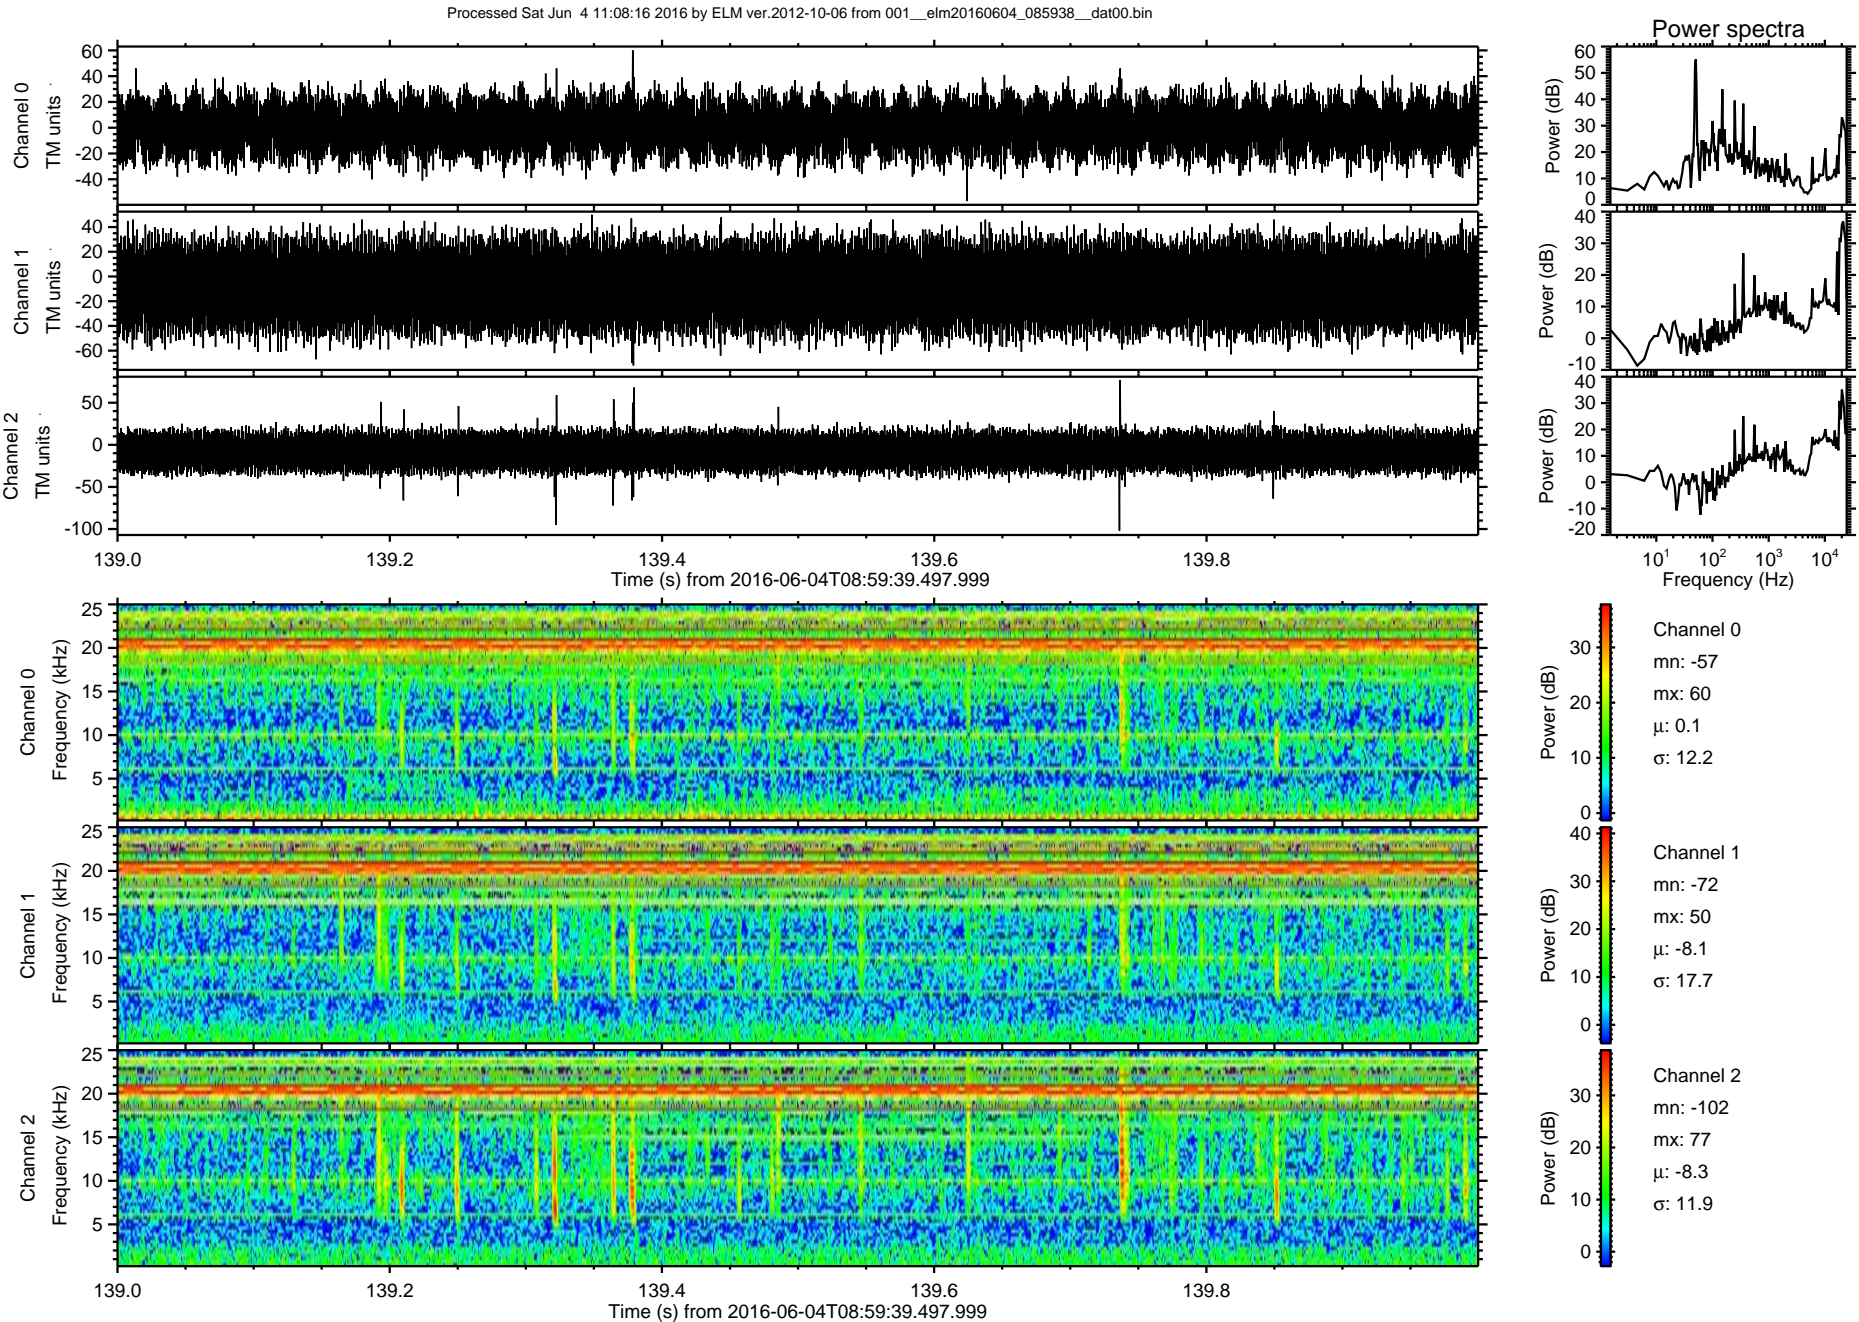 Processed Sat Jun  4 11:08:16 2016 by ELM ver.2012-10-06 from 001__elm20160604_085938__dat00.bin
Power spectra
Channel 0
TM units
60
40
20
0
-20
-40
Power (dB)
60
50
40
30
20
10
0
Channel 1
TM units
40
20
0
-20
-40
-60
Power (dB)
40
30
20
10
0
-10
Channel 2
TM units
50
0
-50
-100
Power (dB)
40
30
20
10
0
-10
-20
139.0 139.2 139.4 139.6 139.8
Time (s) from 2016-06-04T08:59:39.497.999
10¹ 10² 10³ 10⁴
Frequency (Hz)
Channel 0
Frequency (kHz)
25
20
15
10
5
Power (dB)
30
20
10
0
Channel 0
mn: -57
mx: 60
μ: 0.1
σ: 12.2
Channel 1
Frequency (kHz)
25
20
15
10
5
Power (dB)
40
30
20
10
0
Channel 1
mn: -72
mx: 50
μ: -8.1
σ: 17.7
Channel 2
Frequency (kHz)
25
20
15
10
5
Power (dB)
30
20
10
0
Channel 2
mn: -102
mx: 77
μ: -8.3
σ: 11.9
139.0 139.2 139.4 139.6 139.8
Time (s) from 2016-06-04T08:59:39.497.999